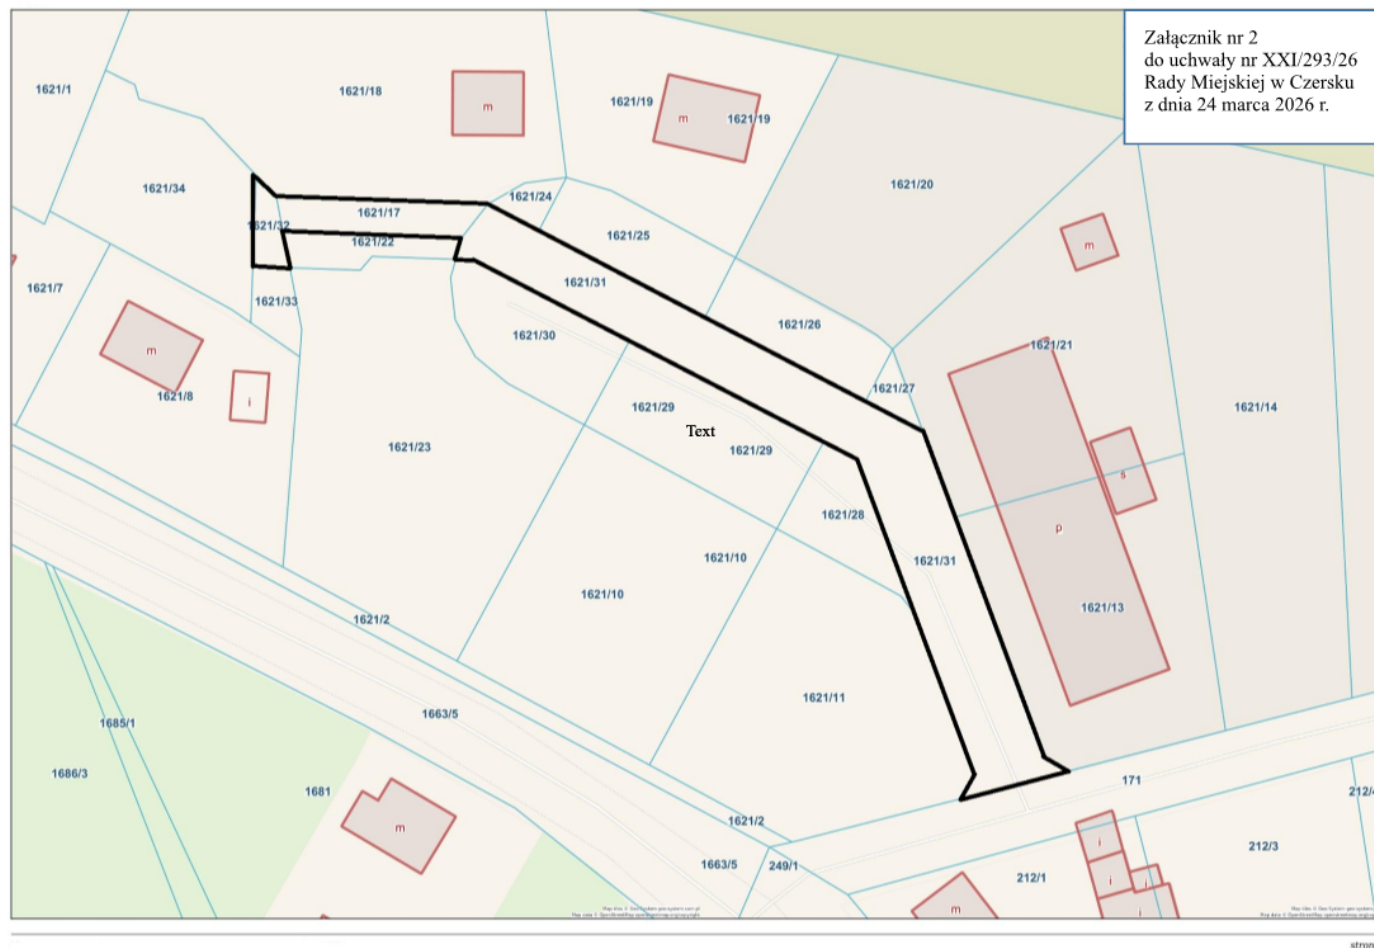 Załącznik nr 2
do uchwały nr XXI/293/26
Rady Miejskiej w Czersku
z dnia 24 marca 2026 r.
1621/1
1621/18
m
1621/19
m
1621/19
1621/34
1621/24
1621/20
1621/32
1621/17
1621/22
1621/25
m
1621/7
1621/33
1621/31
1621/30
1621/26
1621/21
m
1621/8
i
1621/27
1621/29
1621/14
Text
1621/23
1621/29
s
1621/28
p
1621/10
1621/31
1621/10
1621/13
1621/2
1621/11
1663/5
1685/1
1686/3
1681
171
m
1621/2
212/4
i
1663/5
249/1
212/1
212/3
i
i
m
i
stron